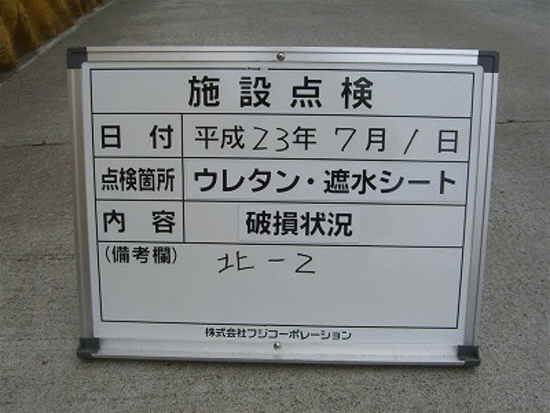 施設点検
日付 平成23年 7月 1日
点検箇所 ウレタン・遮水シート
内容 破損状況
(備考欄) 北-2
株式会社フジコーポレーション